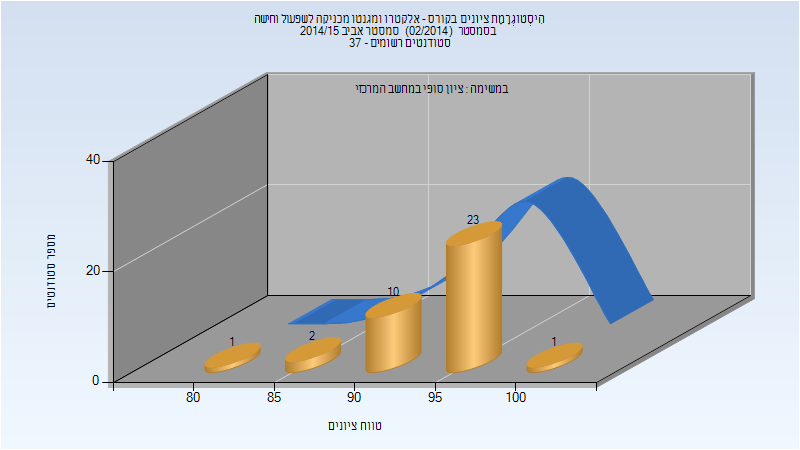 היסטוגרמת ציונים בקורס - אלקטרו ומגנטו מכניקה לשפעול וחישה
בסמסטר (02/2014) סמסטר אביב 2014/15
סטודנטים רשומים - 37
במשימה : ציון סופי במחשב המרכזי
מספר סטודנטים
40
20
0
1
2
10
23
1
80
85
90
95
100
טווח ציונים